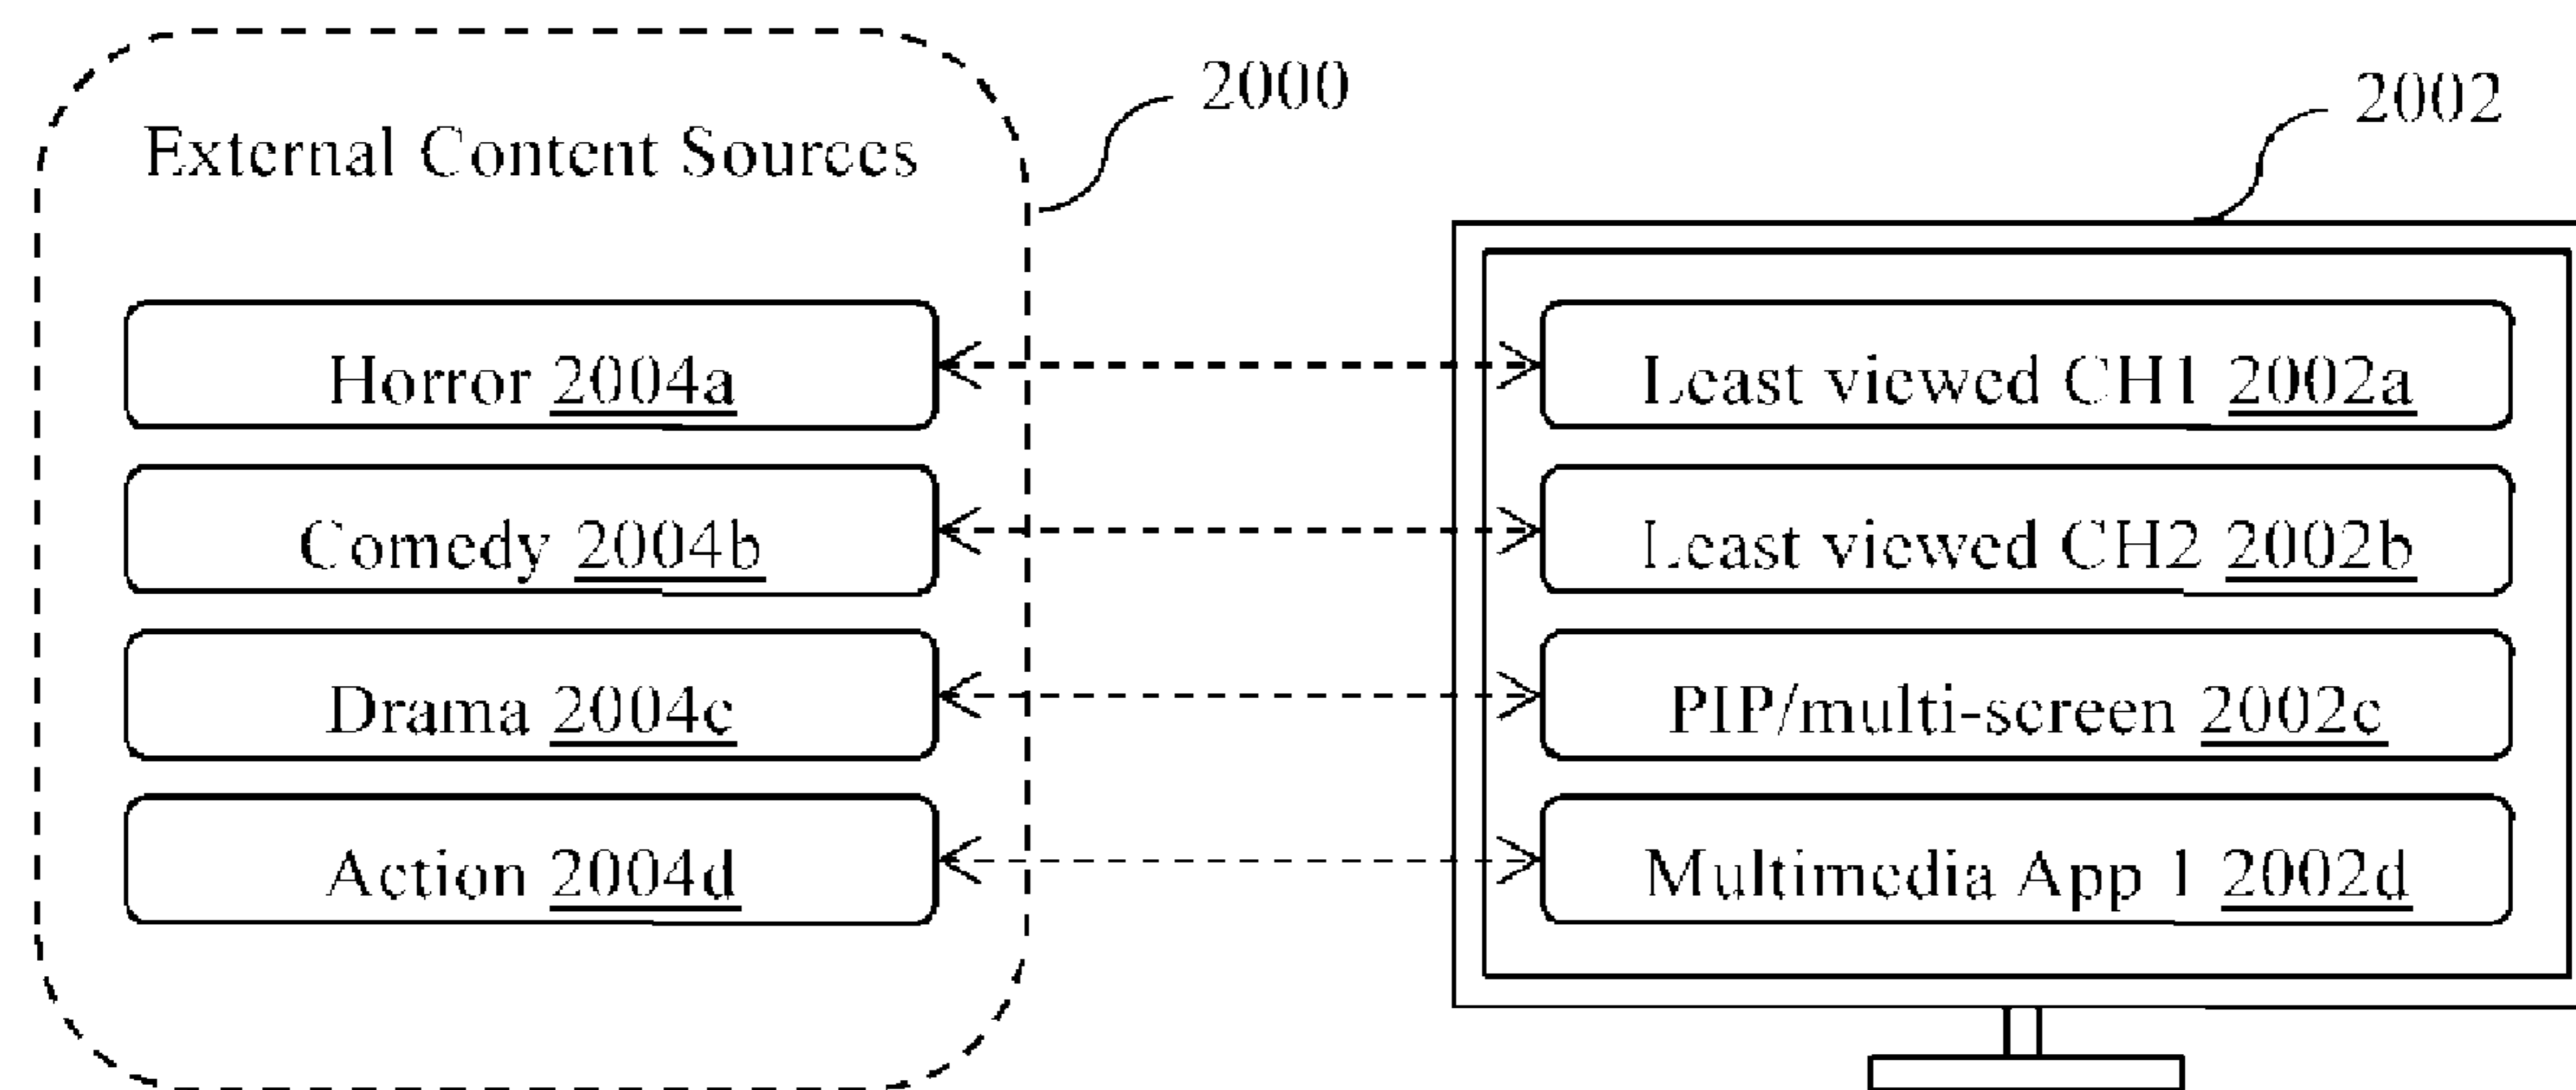 2000
2002
External Content Sources
Horror 2004a
Least viewed CH1 2002a
Comedy 2004b
Least viewed CH2 2002b
Drama 2004c
PIP/multi-screen 2002c
Action 2004d
Multimedia App 1 2002d